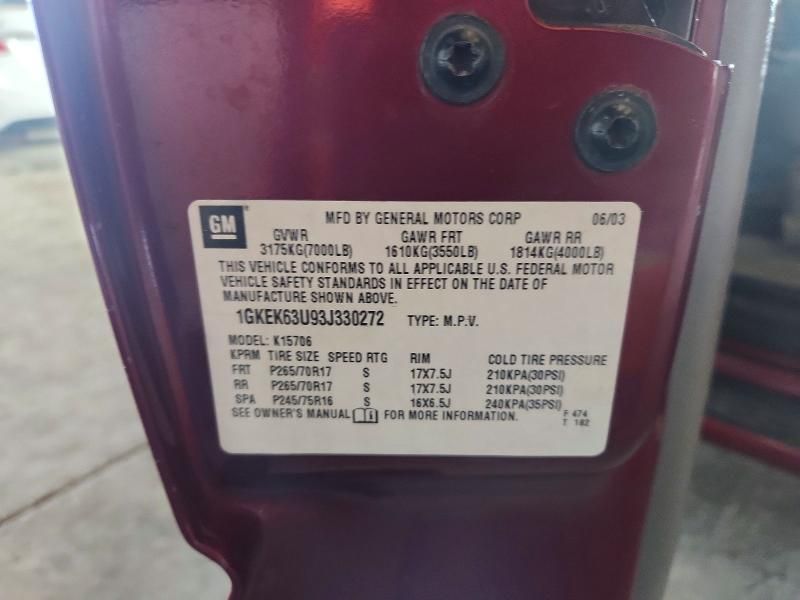 GM MFD BY GENERAL MOTORS CORP 06/03
GVWR GAWR FRT GAWR RR
3175KG(7000LB) 1610KG(3550LB) 1814KG(4000LB)
THIS VEHICLE CONFORMS TO ALL APPLICABLE U.S. FEDERAL MOTOR
VEHICLE SAFETY STANDARDS IN EFFECT ON THE DATE OF
MANUFACTURE SHOWN ABOVE.
1GKEK63U93J330272 TYPE: M.P.V.
MODEL: K15706
KPRM TIRE SIZE SPEED RTG RIM COLD TIRE PRESSURE
FRT P265/70R17 S 17X7.5J 210KPA(30PSI)
RR P265/70R17 S 17X7.5J 210KPA(30PSI)
SPA P245/75R16 S 16X6.5J 240KPA(35PSI)
SEE OWNER'S MANUAL FOR MORE INFORMATION.
F 474
T 182